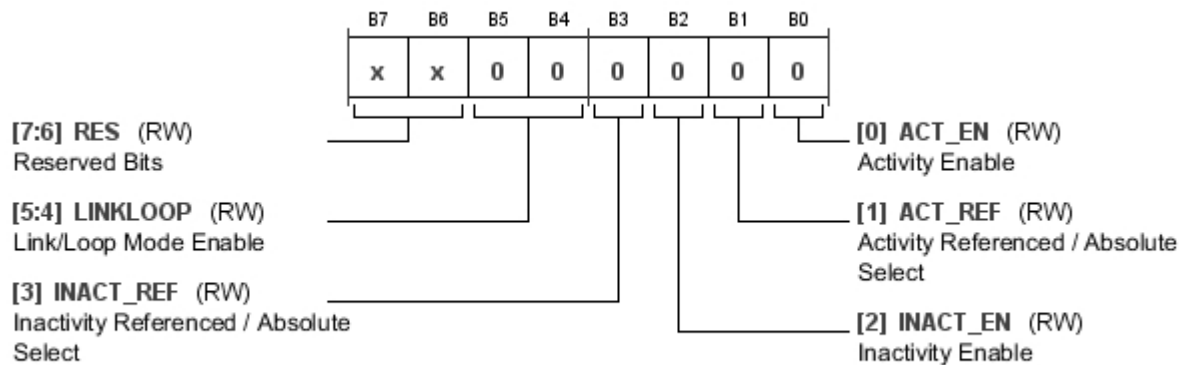 B7 B6 B5 B4 B3 B2 B1 B0
x x 0 0 0 0 0 0
[7:6] RES (RW)
Reserved Bits
[5:4] LINKLOOP (RW)
Link/Loop Mode Enable
[3] INACT_REF (RW)
Inactivity Referenced / Absolute
Select
[0] ACT_EN (RW)
Activity Enable
[1] ACT_REF (RW)
Activity Referenced / Absolute
Select
[2] INACT_EN (RW)
Inactivity Enable